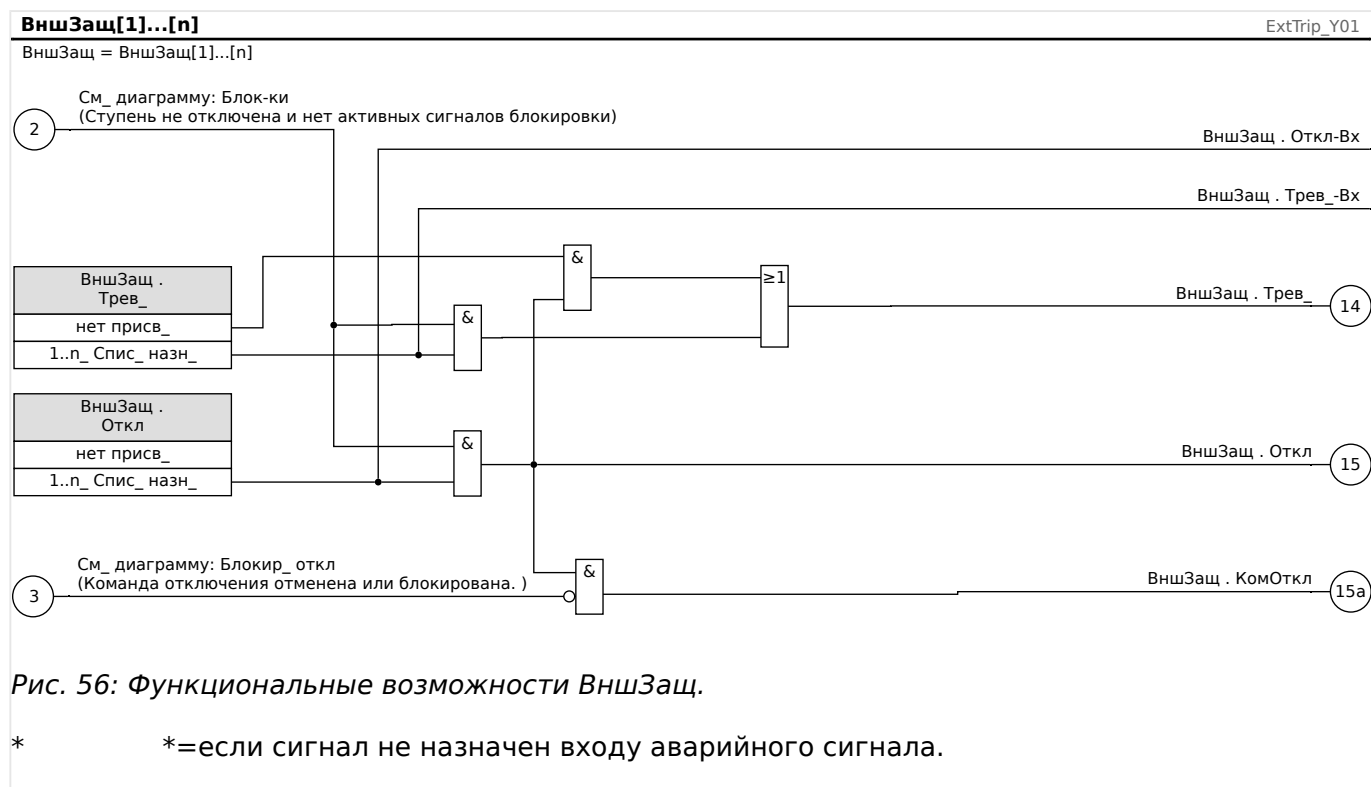 ВншЗащ[1]...[n]
ExtTrip_Y01
ВншЗащ = ВншЗащ[1]...[n]
См_ диаграмму: Блок-ки
(Ступень не отключена и нет активных сигналов блокировки)
2
ВншЗащ . Откл-Вх
ВншЗащ . Трев_-Вх
&
ВншЗащ .
Трев_
≥1
ВншЗащ . Трев_
14
нет присв_
&
1..n_ Спис_ назн_
ВншЗащ .
Откл
&
нет присв_
ВншЗащ . Откл
15
1..n_ Спис_ назн_
См_ диаграмму: Блокир_ откл
(Команда отключения отменена или блокирована. )
3
&
ВншЗащ . КомОткл
15a
Рис. 56: Функциональные возможности ВншЗащ.
* *=если сигнал не назначен входу аварийного сигнала.